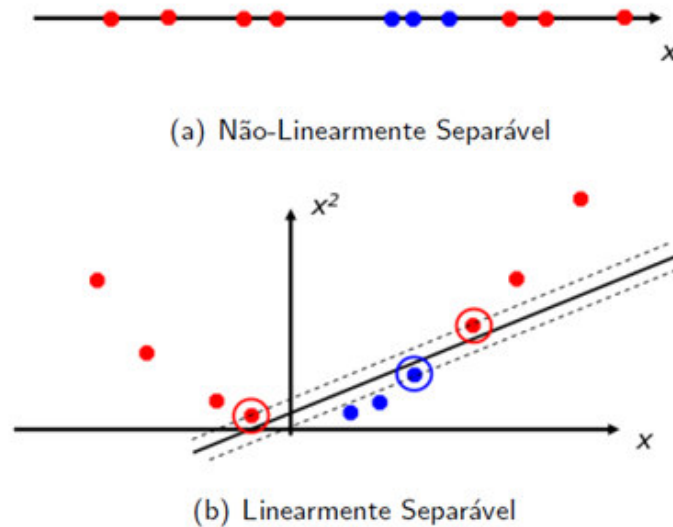 x
(a) Não-Linearmente Separável
x²
x
(b) Linearmente Separável